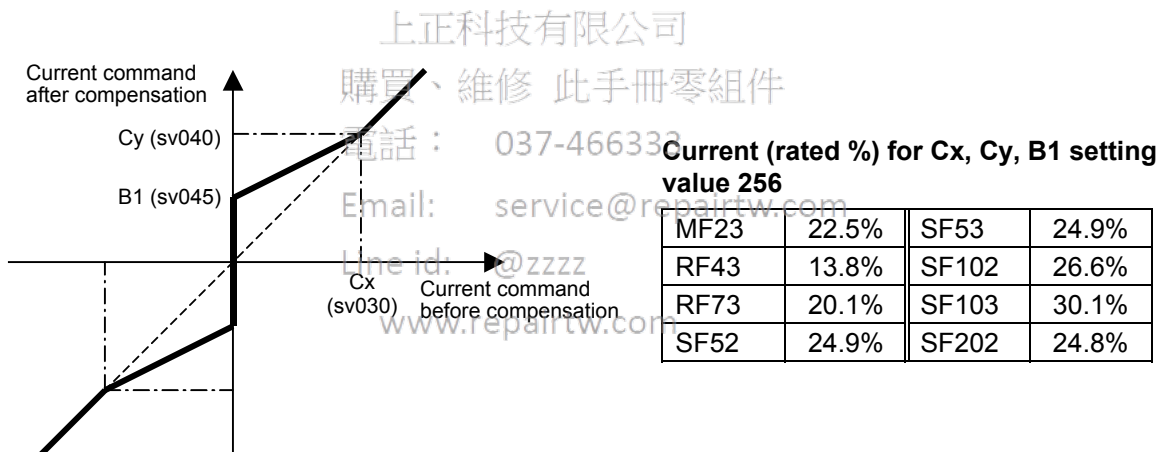 上正科技有限公司
購買、維修 此手冊零組件
電話： 037-466333
Email: service@repairtw.com
Line id: @zzzz
www.repairtw.com
Current command
after compensation
Cy (sv040)
B1 (sv045)
Cx
(sv030)
Current command
before compensation
Current (rated %) for Cx, Cy, B1 setting
value 256
MF23 22.5% SF53 24.9%
RF43 13.8% SF102 26.6%
RF73 20.1% SF103 30.1%
SF52 24.9% SF202 24.8%